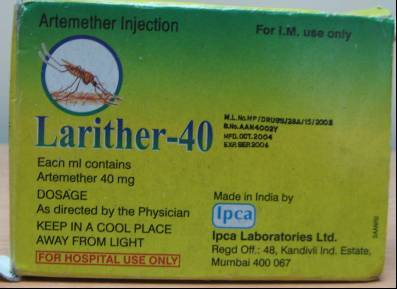 Artemether Injection
For I.M. use only
Larither-40
M.L.No.MP/DRUGS/28A/15/2003
B.No.AAN4002Y
MFD.OCT.2004
EXP.SEP.2006
Each ml contains
Artemether 40 mg
DOSAGE
As directed by the Physician
KEEP IN A COOL PLACE
AWAY FROM LIGHT
FOR HOSPITAL USE ONLY
Made in India by
Ipca
Ipca Laboratories Ltd.
Regd Off.: 48, Kandivli Ind. Estate,
Mumbai 400 067